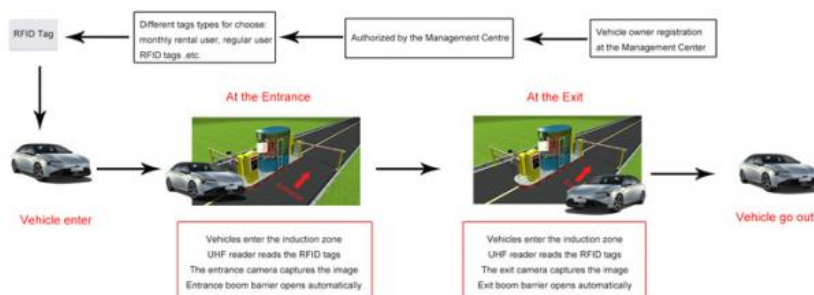 RFID Tag
Different tags types for choose:
monthly rental user, regular user
RFID tags .etc.
Authorized by the Management Centre
Vehicle owner registration
at the Management Center.
At the Entrance
At the Exit
Vehicle enter
Vehicle go out
Vehicles enter the induction zone
UHF reader reads the RFID tags
The entrance camera captures the image
Entrance boom barrier opens automatically
Vehicles enter the induction zone
UHF reader reads the RFID tags
The exit camera captures the image
Exit boom barrier opens automatically